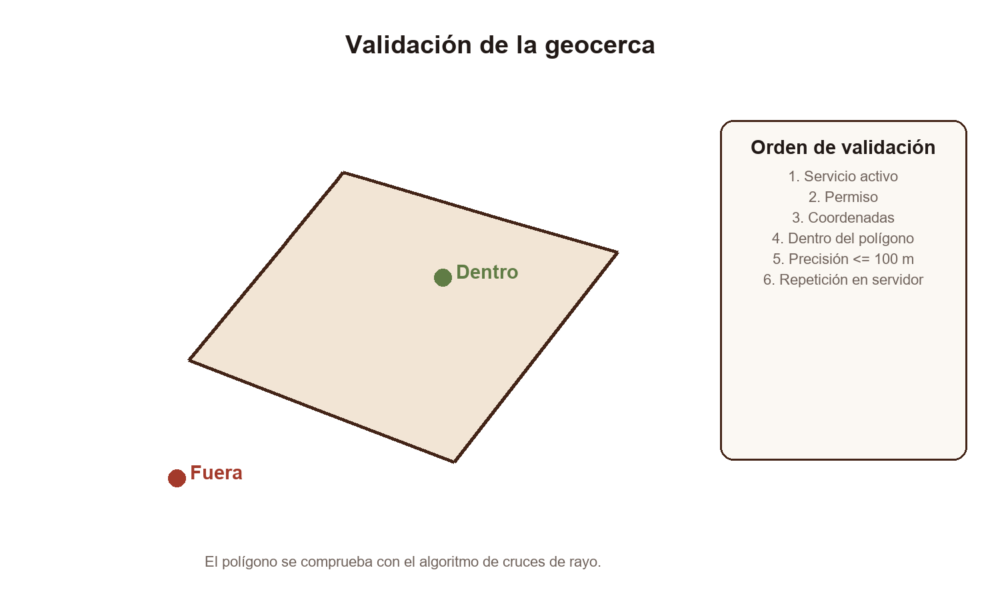 Validación de la geocerca
Orden de validación
1. Servicio activo
2. Permiso
3. Coordenadas
4. Dentro del polígono
5. Precisión <= 100 m
6. Repetición en servidor
Dentro
Fuera
El polígono se comprueba con el algoritmo de cruces de rayo.